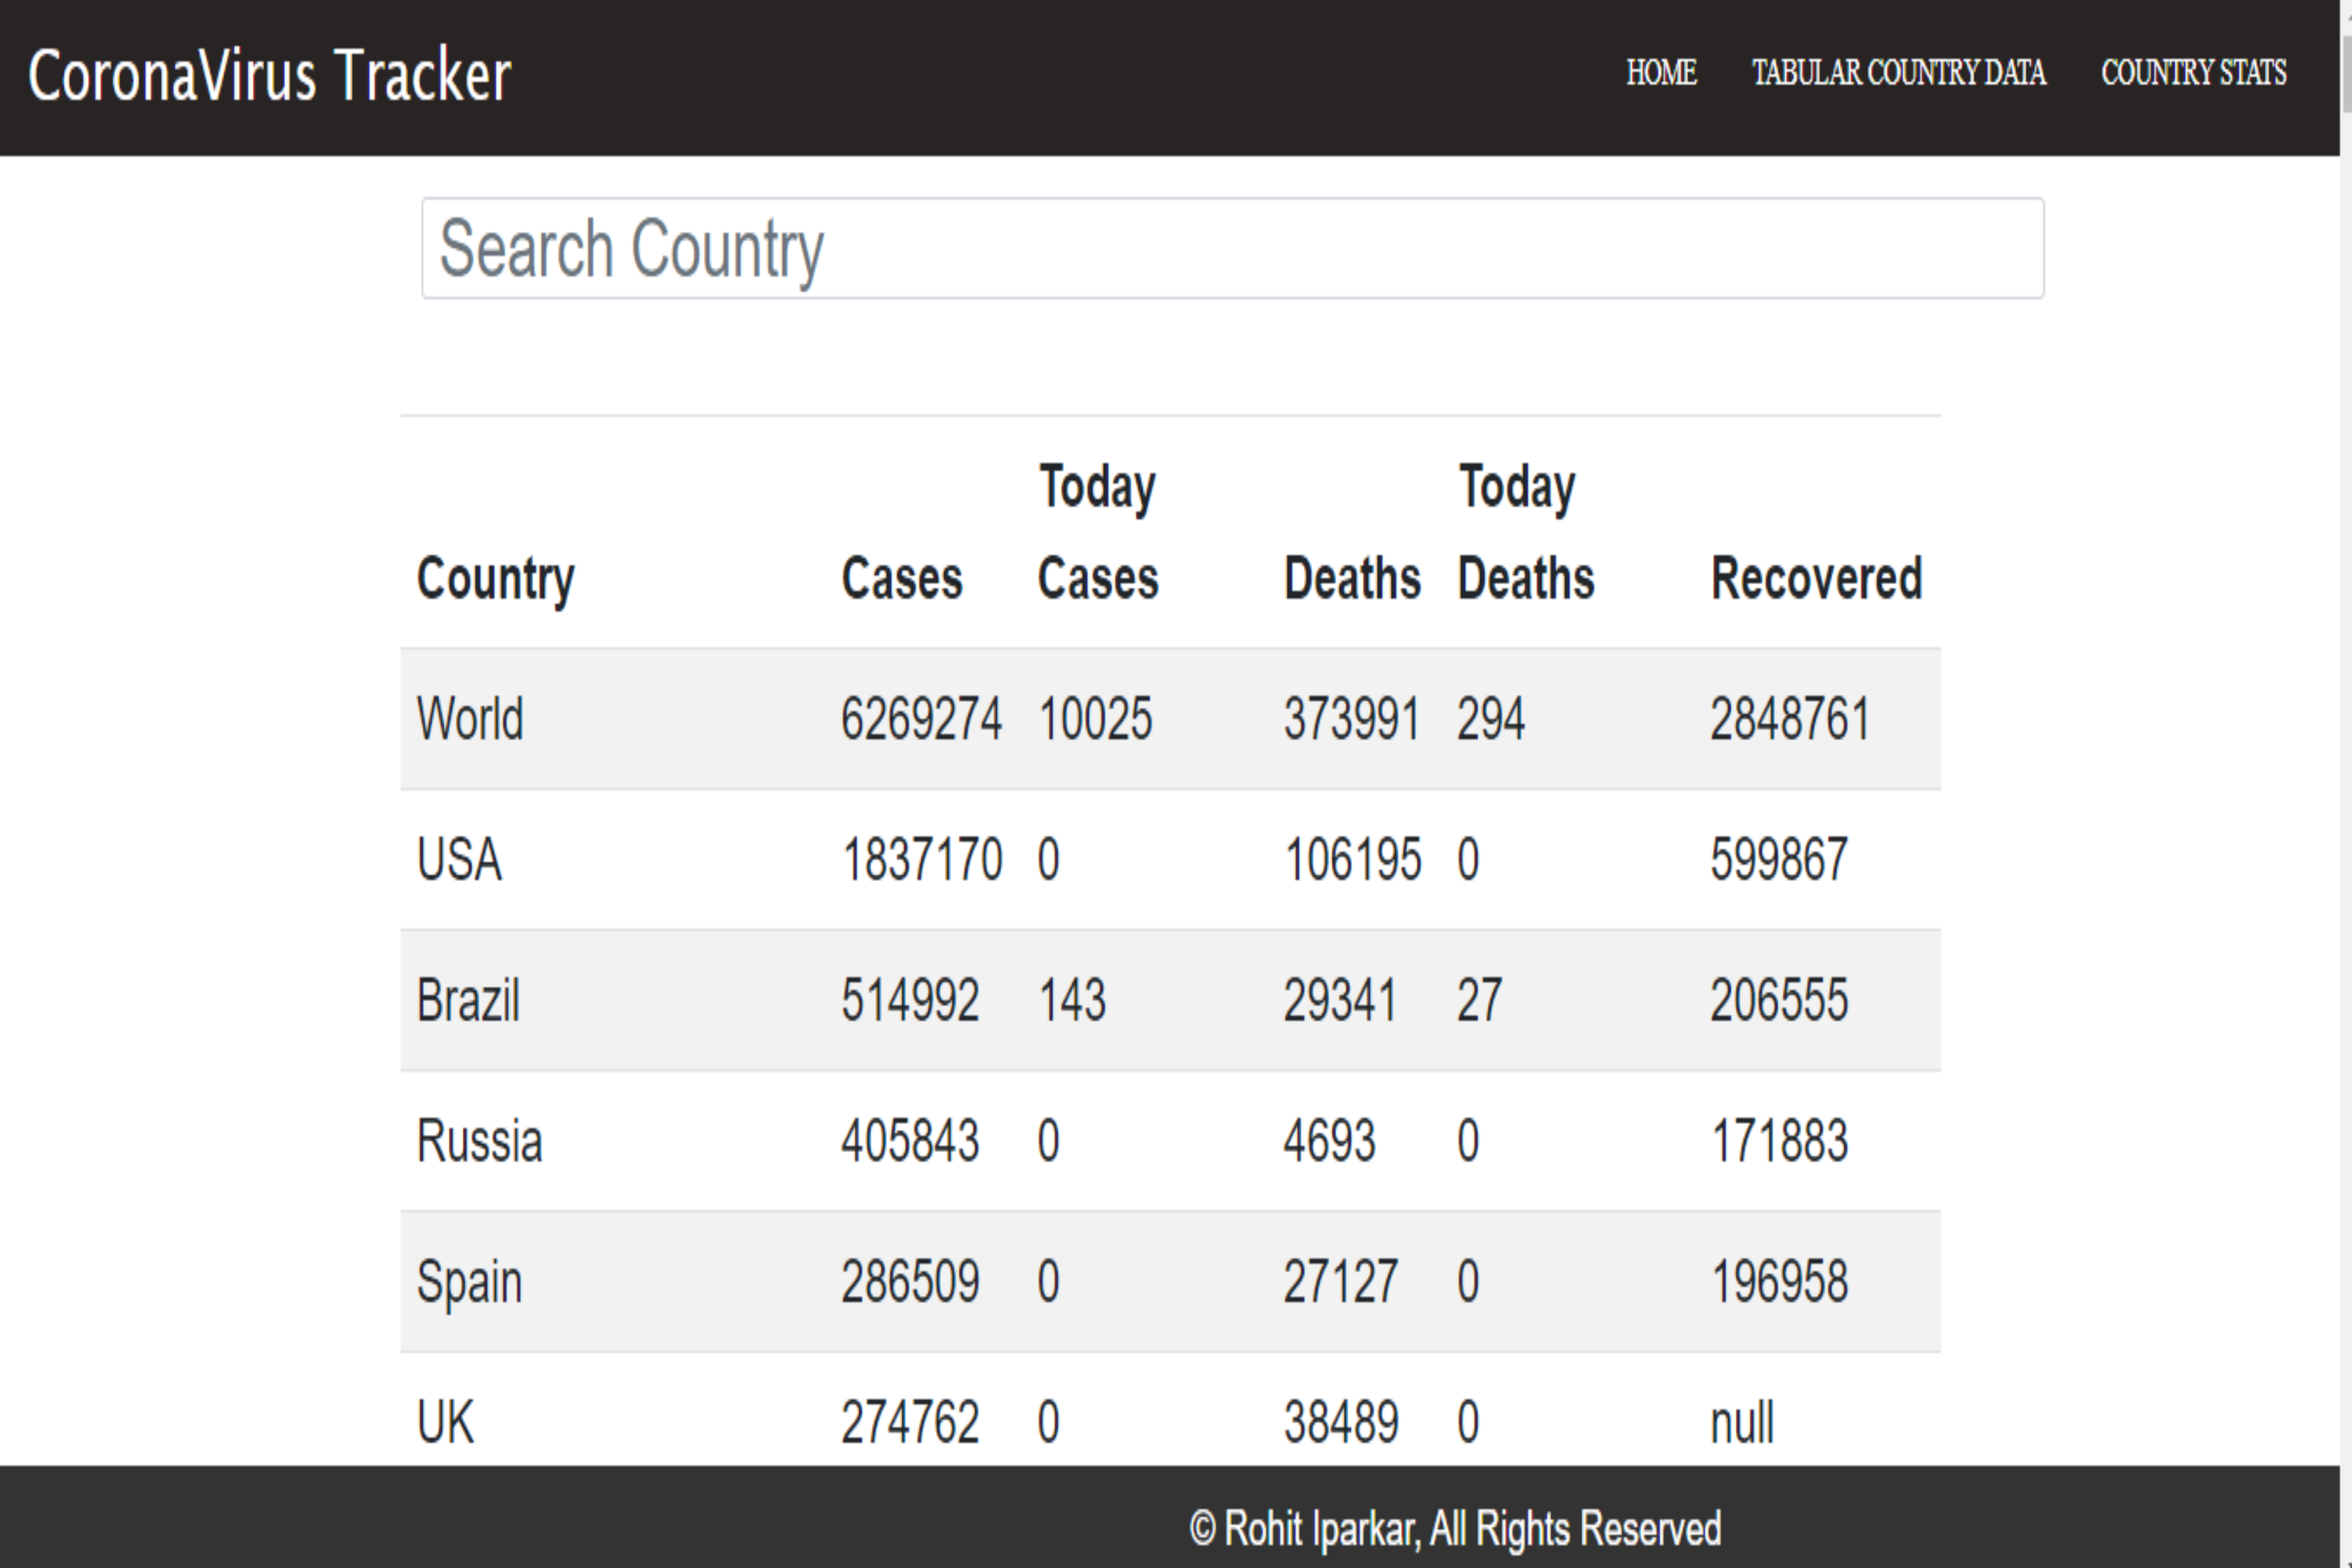 CoronaVirus Tracker
HOME TABULAR COUNTRY DATA COUNTRY STATS
Search Country
Today Today
Country Cases Cases Deaths Deaths Recovered
World 6269274 10025 373991 294 2848761
USA 1837170 0 106195 0 599867
Brazil 514992 143 29341 27 206555
Russia 405843 0 4693 0 171883
Spain 286509 0 27127 0 196958
UK 274762 0 38489 0 null
© Rohit Iparkar, All Rights Reserved